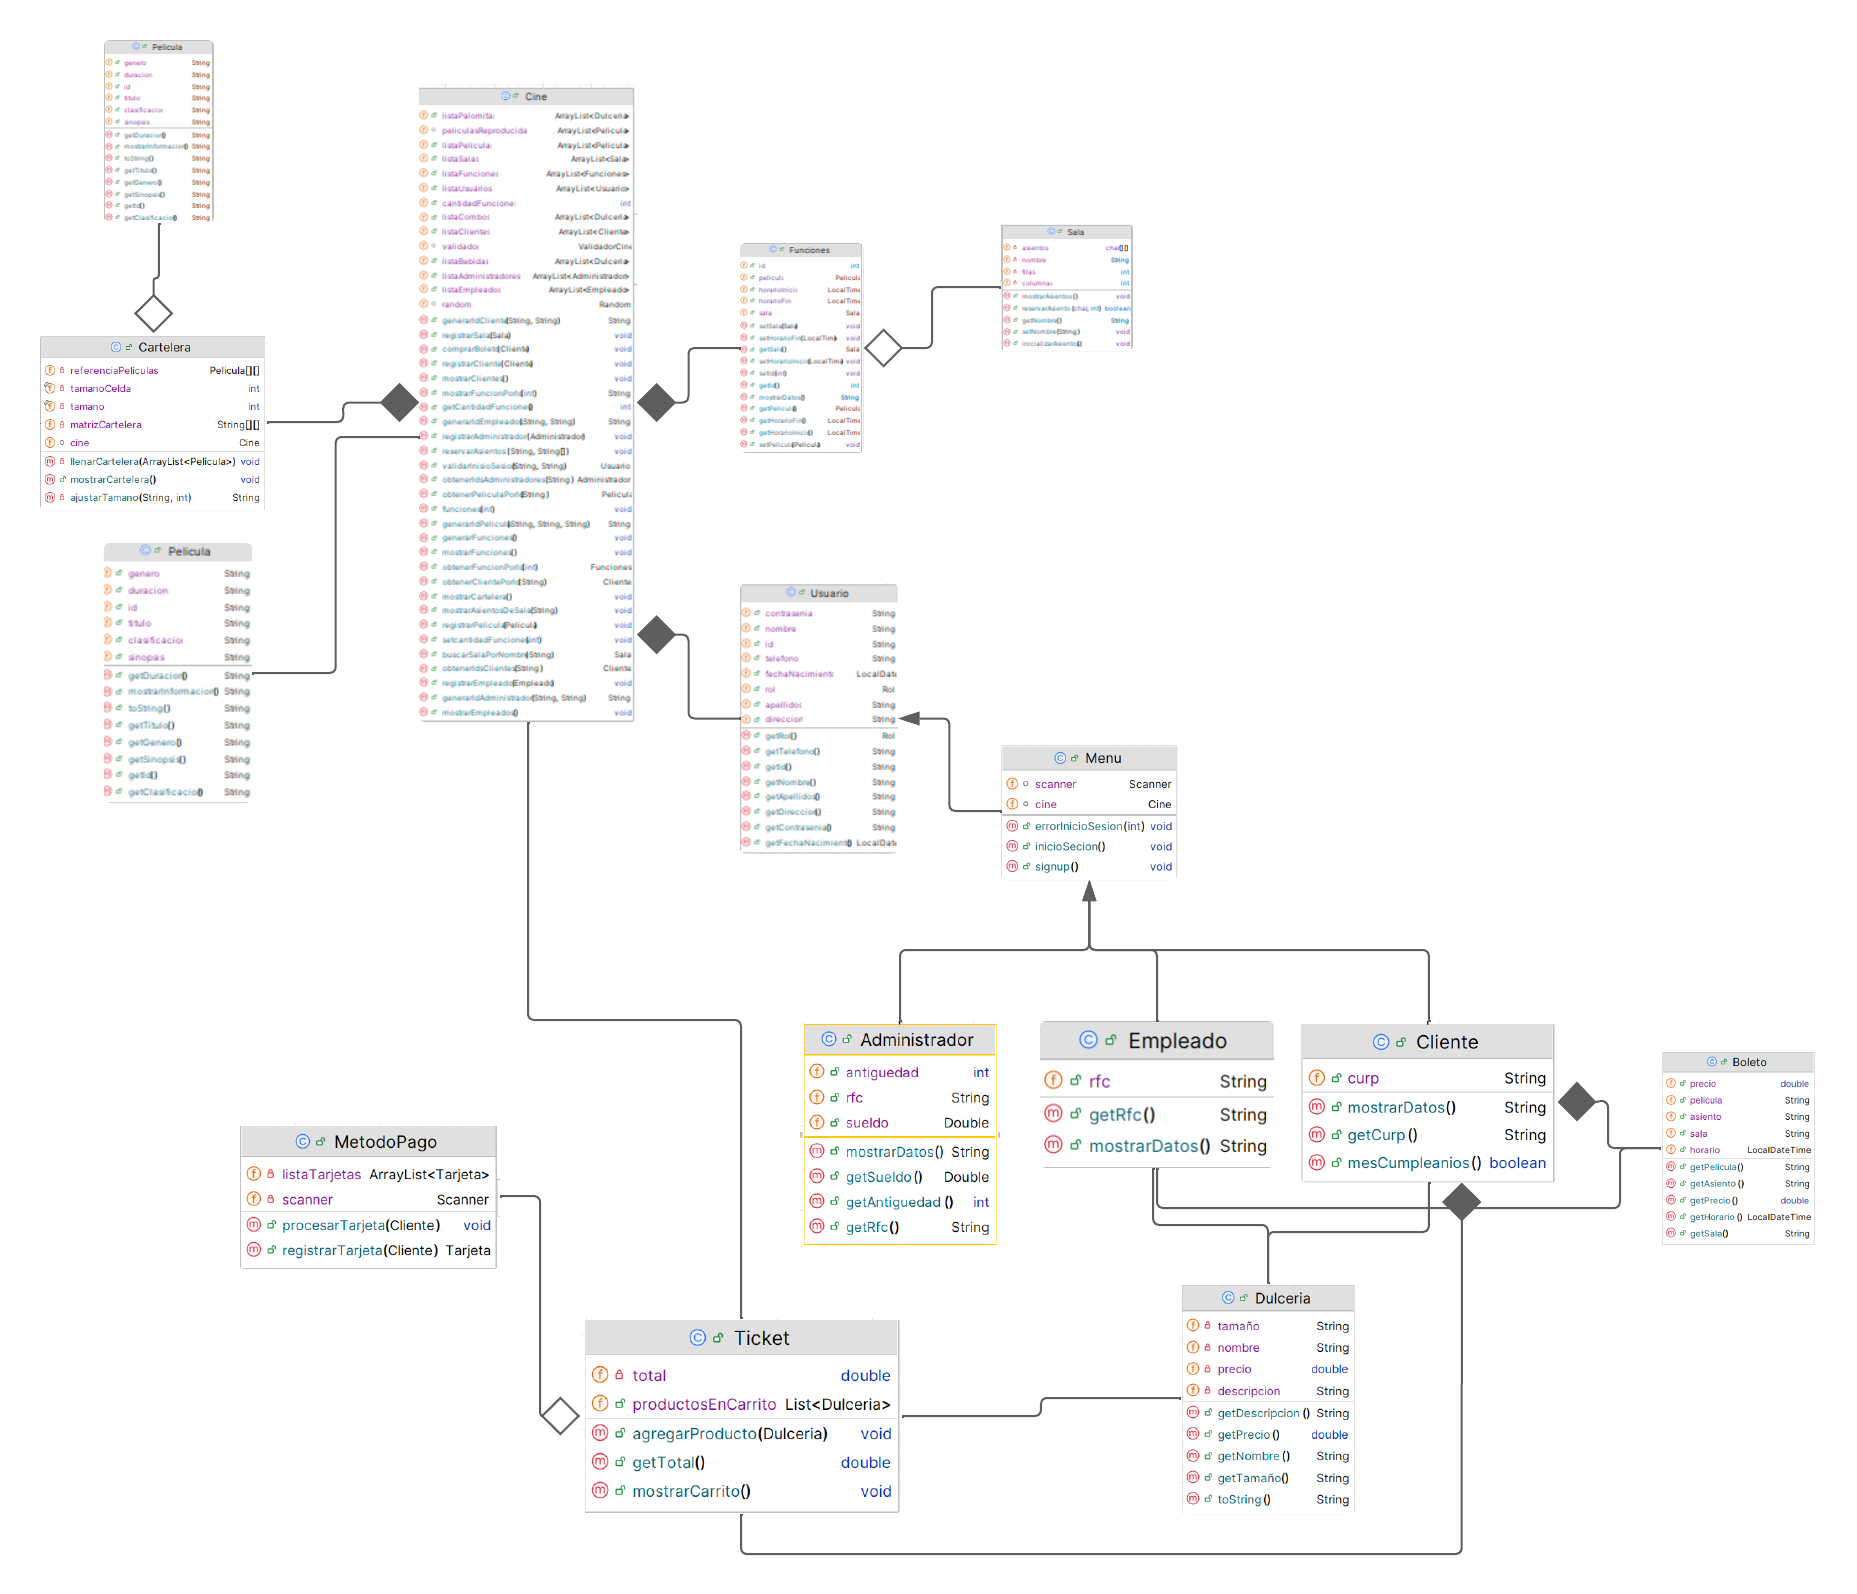 Pelicula
genero String
duracion String
id String
titulo String
clasificacion String
sinopsis String
getDuracion() String
mostrarInformacion() String
toString() String
getTitulo() String
getGenero() String
getSinopsis() String
getId() String
getClasificacio() String
Cine
listaPalomitas ArrayList<Dulceria>
peliculasReproducida ArrayList<Pelicula>
listaPeliculas ArrayList<Pelicula>
listaSalas ArrayList<Sala>
listaFunciones ArrayList<Funciones>
listaUsuarios ArrayList<Usuario>
cantidadFunciones int
listaCombos ArrayList<Dulceria>
listaClientes ArrayList<Cliente>
validador ValidadorCine
listaBebidas ArrayList<Dulceria>
listaAdministradores ArrayList<Administrador>
listaEmpleados ArrayList<Empleado>
random Random
generarIdCliente(String, String) String
registrarSala(Sala) void
comprarBoleto(Cliente) void
registrarCliente(Cliente) void
mostrarClientes() void
mostrarFuncionPorId(int) String
getCantidadFunciones() int
generarIdEmpleados(String, String) String
registrarAdministrador(Administrador) void
reservarAsientos(String, String[]) void
validarInisioSesion(String, String) Usuario
obtenerIdsAdministradores(String) Administrador
obtenerPeliculaPorId(String) Pelicula
funciones(int) void
generarIdPelicula(String, String, String) String
generarFunciones() void
mostrarFunciones() void
obtenerFuncionPorId(int) Funciones
obtenerClientePorId(String) Cliente
mostrarCartelera() void
mostrarAsientosDeSala(String) void
registrarPelicula(Pelicula) void
setcantidadFunciones(int) void
buscarSalaPorNombre(String) Sala
obtenerIdsClientes(String) Cliente
registrarEmpleado(Empleado) void
generarIdAdministrador(String, String) String
mostrarEmpleados() void
Funciones
id int
pelicula Pelicula
horarioInicio LocalTime
horarioFin LocalTime
sala Sala
setSala(Sala) void
setHorarioFin(LocalTime) void
getSala() Sala
setHorarioInicio(LocalTime) void
setId(int) void
getId() int
mostrarDatos() String
getPelicula() Pelicula
getHorarioFin() LocalTime
getHorarioInicio() LocalTime
setPelicula(Pelicula) void
Sala
asientos char[][]
nombre String
filas int
columnas int
mostrarAsientos() void
reservarAsiento(char, int) boolean
getNombre() String
setNombre(String) void
inicializarAsientos() void
Cartelera
referenciaPeliculas Pelicula[][]
tamanoCelda int
tamano int
matrizCartelera String[][]
cine Cine
llenarCartelera(ArrayList<Pelicula>) void
mostrarCartelera() void
ajustarTamano(String, int) String
Pelicula
genero String
duracion String
id String
titulo String
clasificacion String
sinopsis String
getDuracion() String
mostrarInformacion() String
toString() String
getTitulo() String
getGenero() String
getSinopsis() String
getId() String
getClasificacio() String
Usuario
contrasenia String
nombre String
id String
telefono String
fechaNacimiento LocalDate
rol Rol
apellidos String
direccion String
getRol() Rol
getTelefono() String
getId() String
getNombre() String
getApellidos() String
getDireccion() String
getContrasenia() String
getFechaNacimiento() LocalDate
Menu
scanner Scanner
cine Cine
errorInicioSesion(int) void
inicioSecion() void
signup() void
Administrador
antiguedad int
rfc String
sueldo Double
mostrarDatos() String
getSueldo() Double
getAntiguedad() int
getRfc() String
Empleado
rfc String
getRfc() String
mostrarDatos() String
Cliente
curp String
mostrarDatos() String
getCurp() String
mesCumpleanios() boolean
Boleto
precio double
pelicula String
asiento String
sala String
horario LocalDateTime
getPelicula() String
getAsiento() String
getPrecio() double
getHorario() LocalDateTime
getSala() String
MetodoPago
listaTarjetas ArrayList<Tarjeta>
scanner Scanner
procesarTarjeta(Cliente) void
registrarTarjeta(Cliente) Tarjeta
Ticket
total double
productosEnCarrito List<Dulceria>
agregarProducto(Dulceria) void
getTotal() double
mostrarCarrito() void
Dulceria
tamaño String
nombre String
precio double
descripcion String
getDescripcion() String
getPrecio() double
getNombre() String
getTamaño() String
toString() String